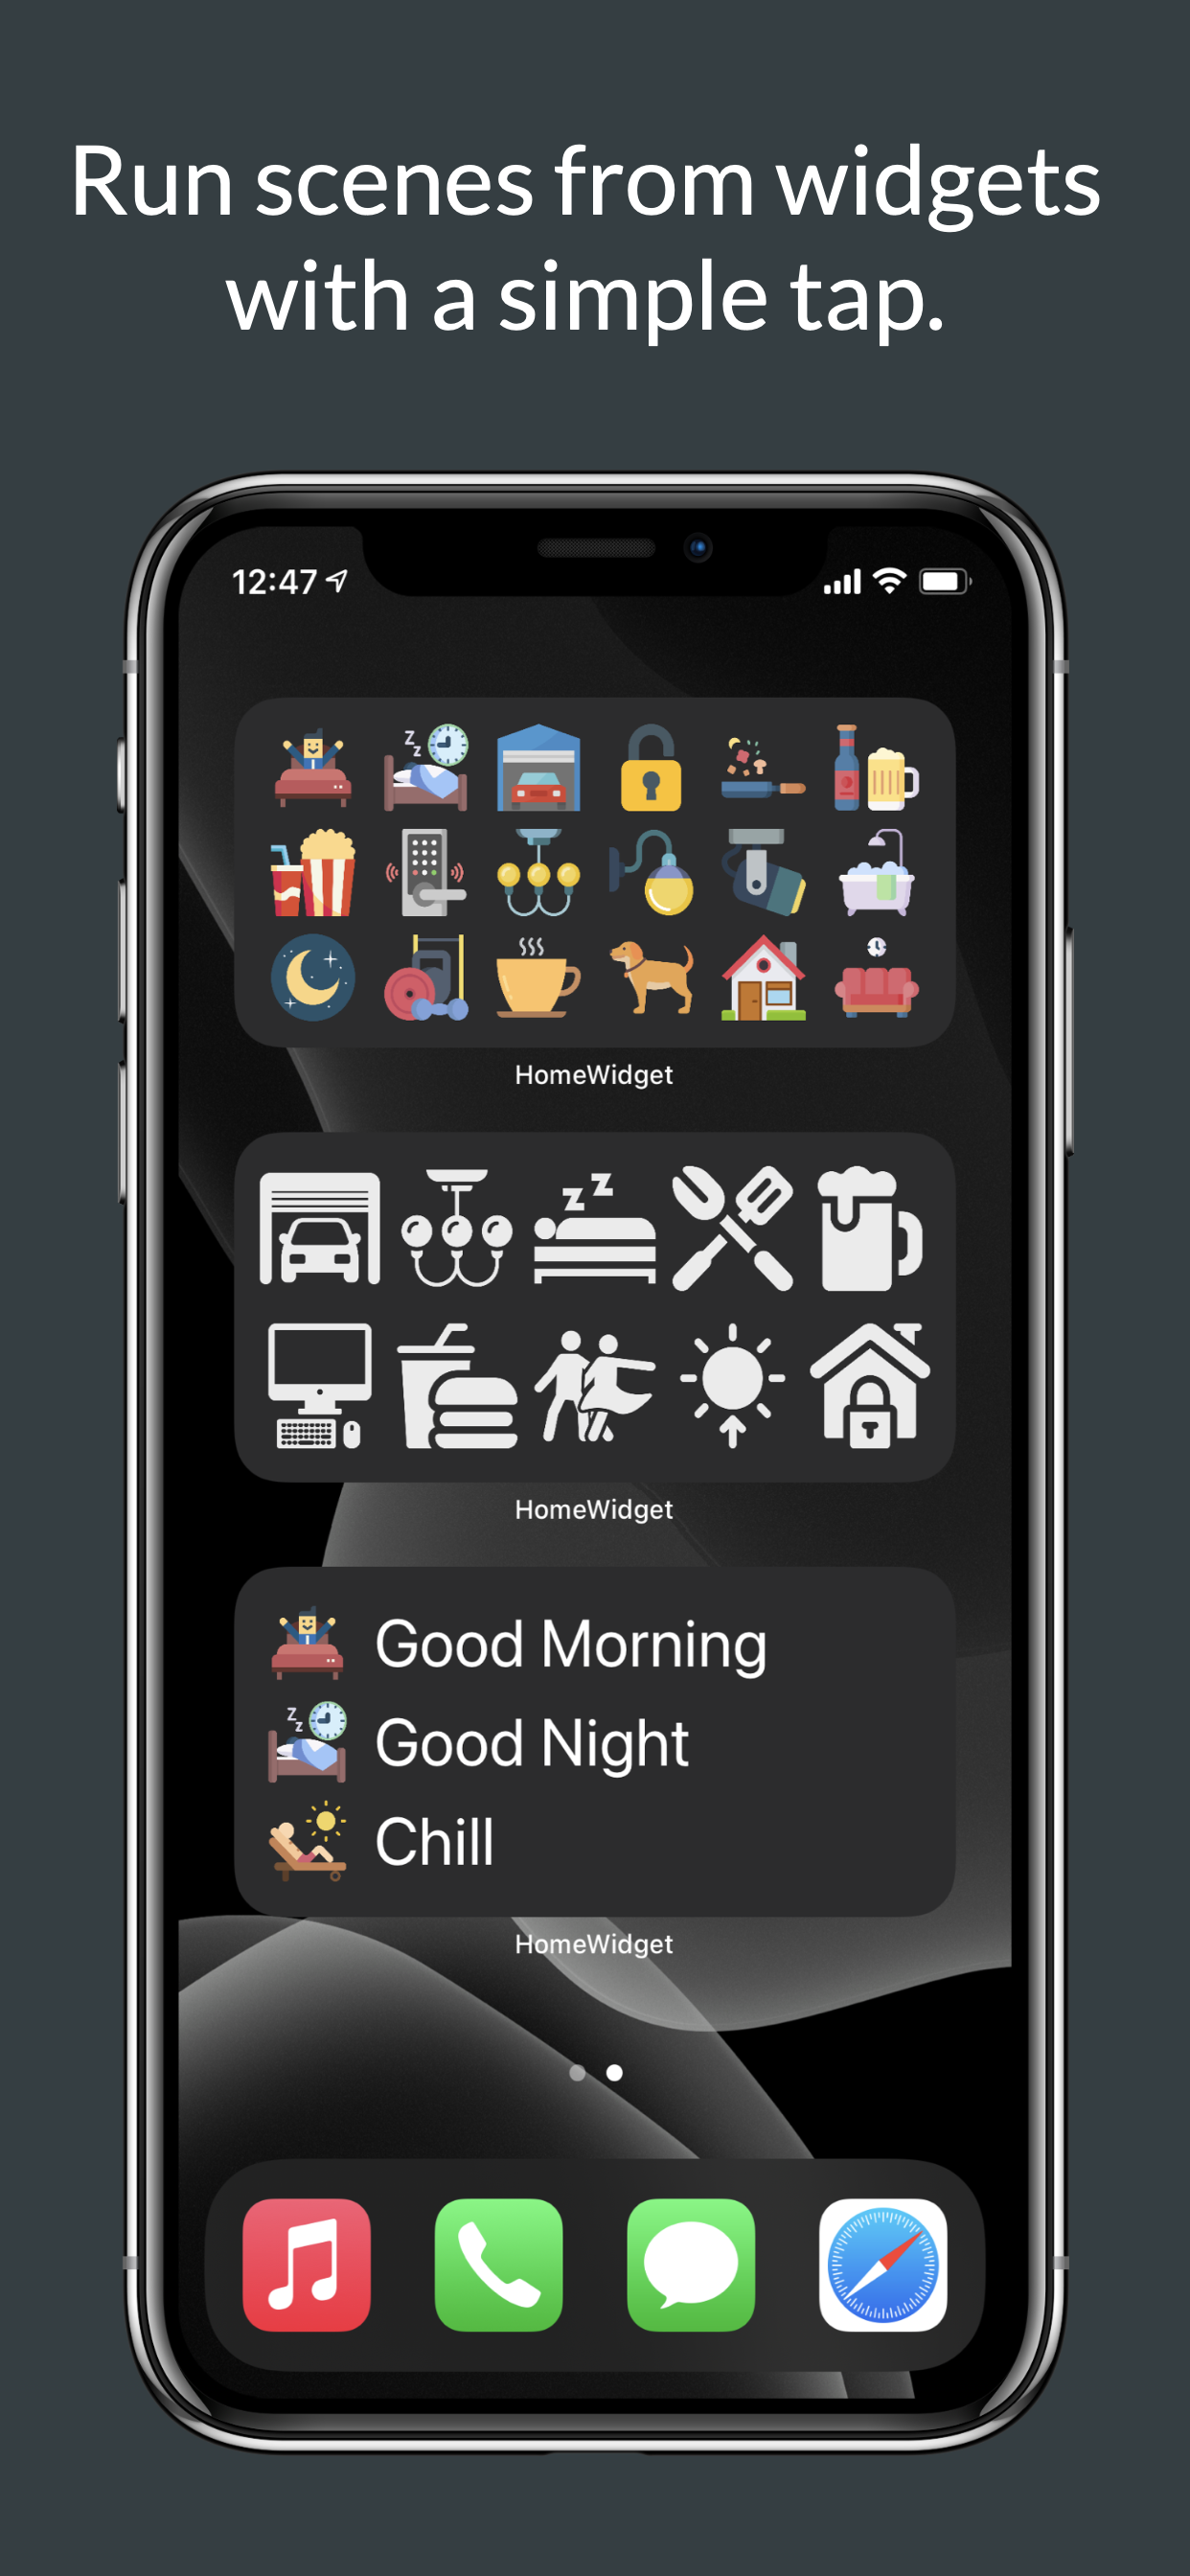 Run scenes from widgets
with a simple tap.
12:47
z
z
HomeWidget
z z
HomeWidget
Good Morning
z
z
Good Night
Chill
HomeWidget